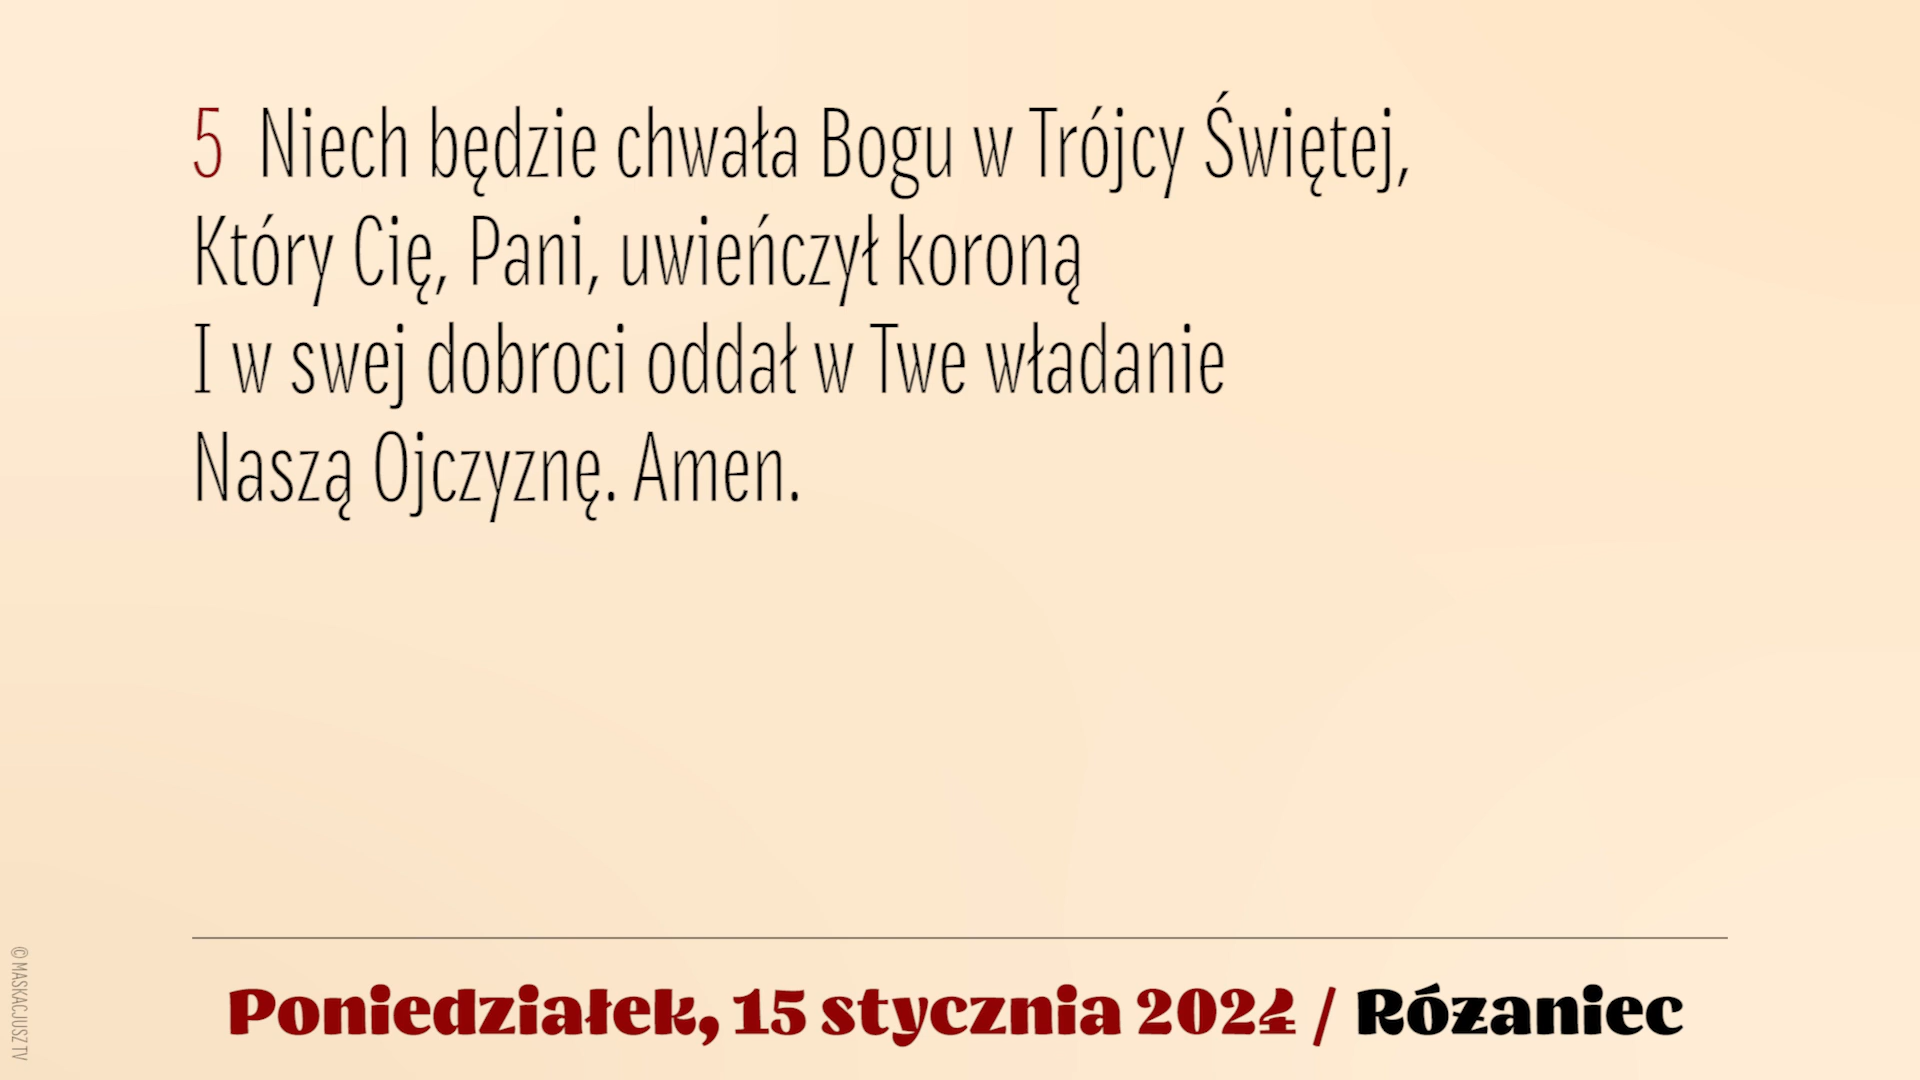 5 Niech będzie chwała Bogu w Trójcy Świętej,
Który Cię, Pani, uwieńczył koroną
I w swej dobroci oddał w Twe władanie
Naszą Ojczyznę. Amen.
Poniedziałek, 15 stycznia 2024 / Różaniec
© MASKACJUSZ TV